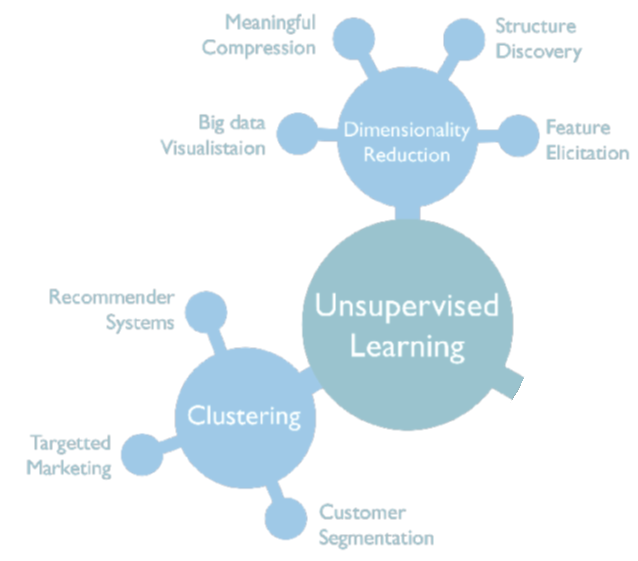 Meaningful
Compression
Structure
Discovery
Big data
Visualistaion
Dimensionality
Reduction
Feature
Elicitation
Unsupervised
Learning
Recommender
Systems
Clustering
Targetted
Marketing
Customer
Segmentation